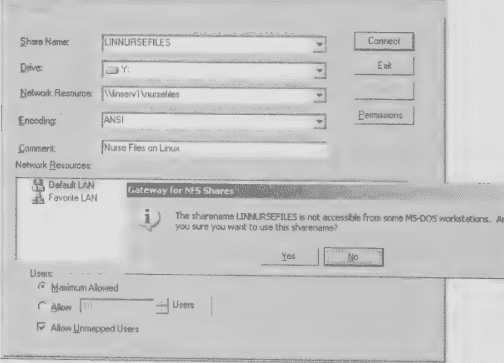 Share Name:
LINNURSEFILES
Connect
Drive:
Y:
Exit
Network Resource:
\\linserv1\nursefiles
Encoding:
ANSI
Permissions
Comment:
Nurse Files on Linux
Network Resources:
Default LAN
Favorite LAN
Gateway for NFS Shares
The sharename LINNURSEFILES is not accessible from some MS-DOS workstations. Ar
you sure you want to use this sharename?
Yes
No
Users:
Maximum Allowed
Allow
Users
Allow Unmapped Users